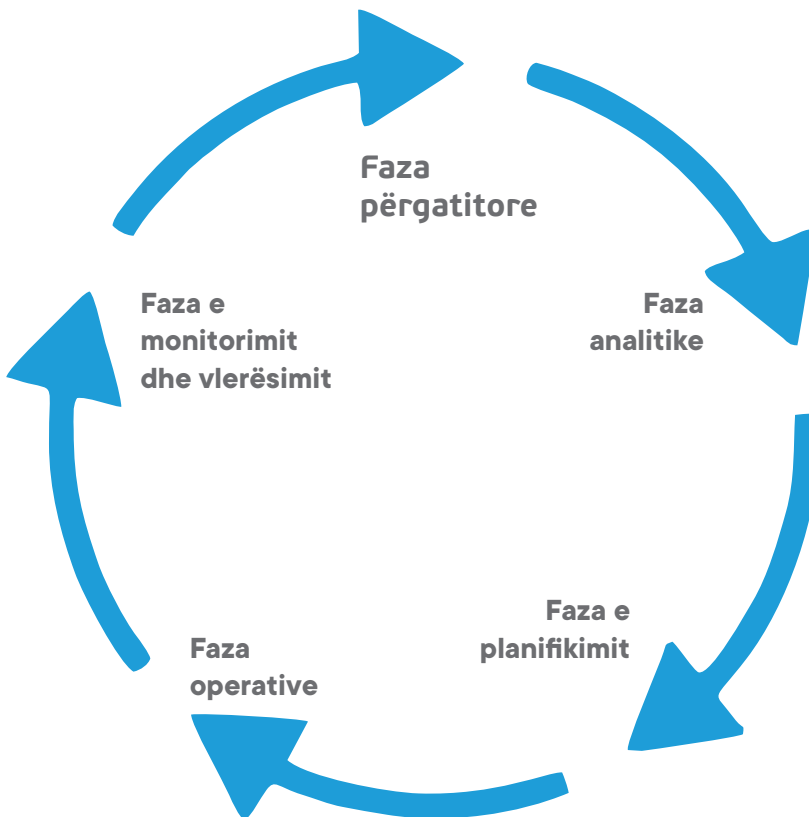 Faza
përgatitore
Faza
analitike
Faza e
planifikimit
Faza
operative
Faza e
monitorimit
dhe vlerësimit